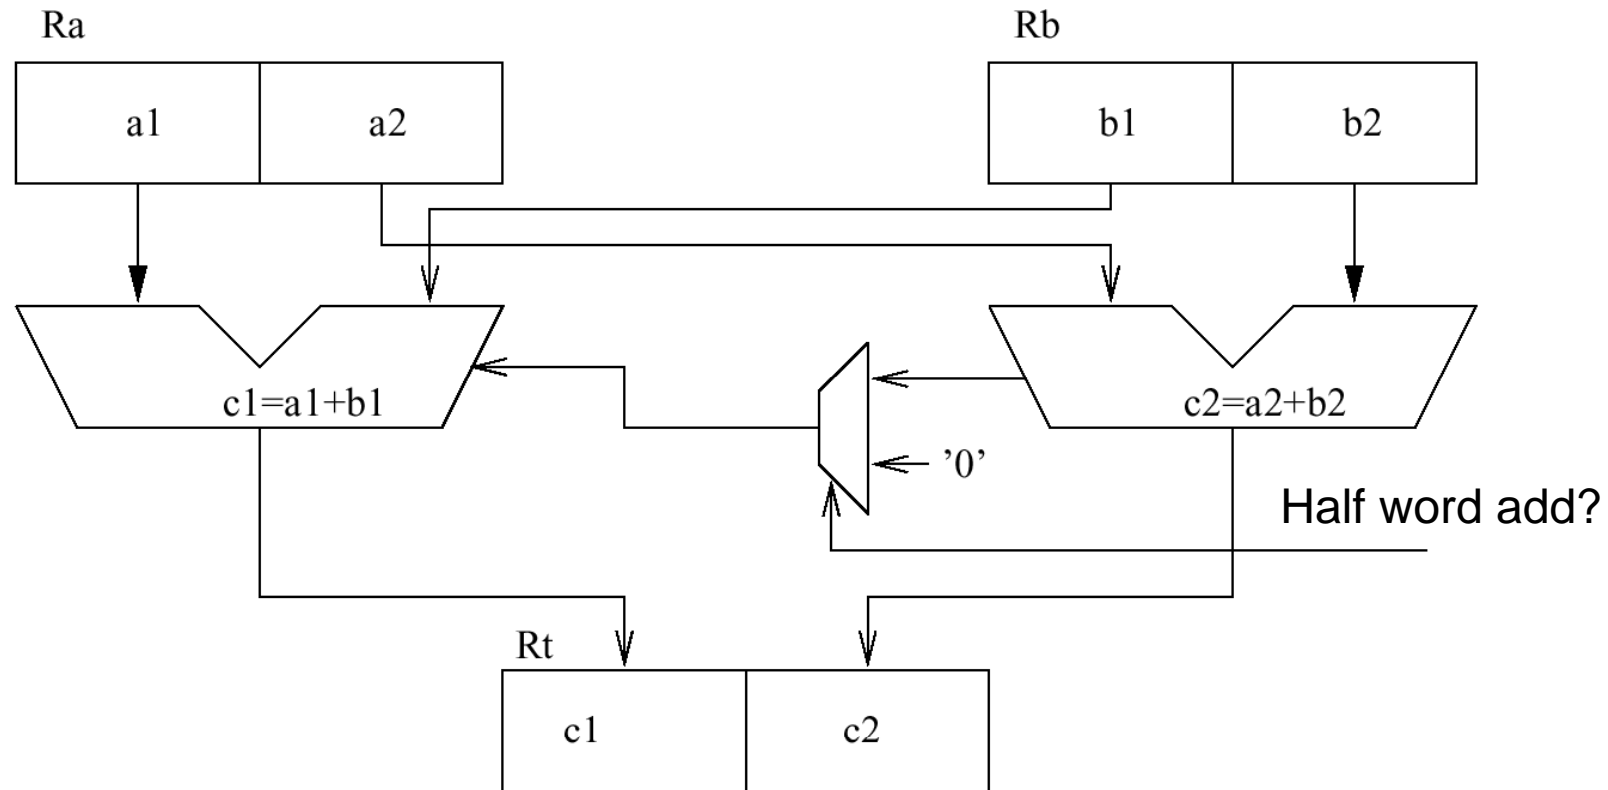 Ra
Rb
a1
a2
b1
b2
c1=a1+b1
c2=a2+b2
’0’
Half word add?
Rt
c1
c2